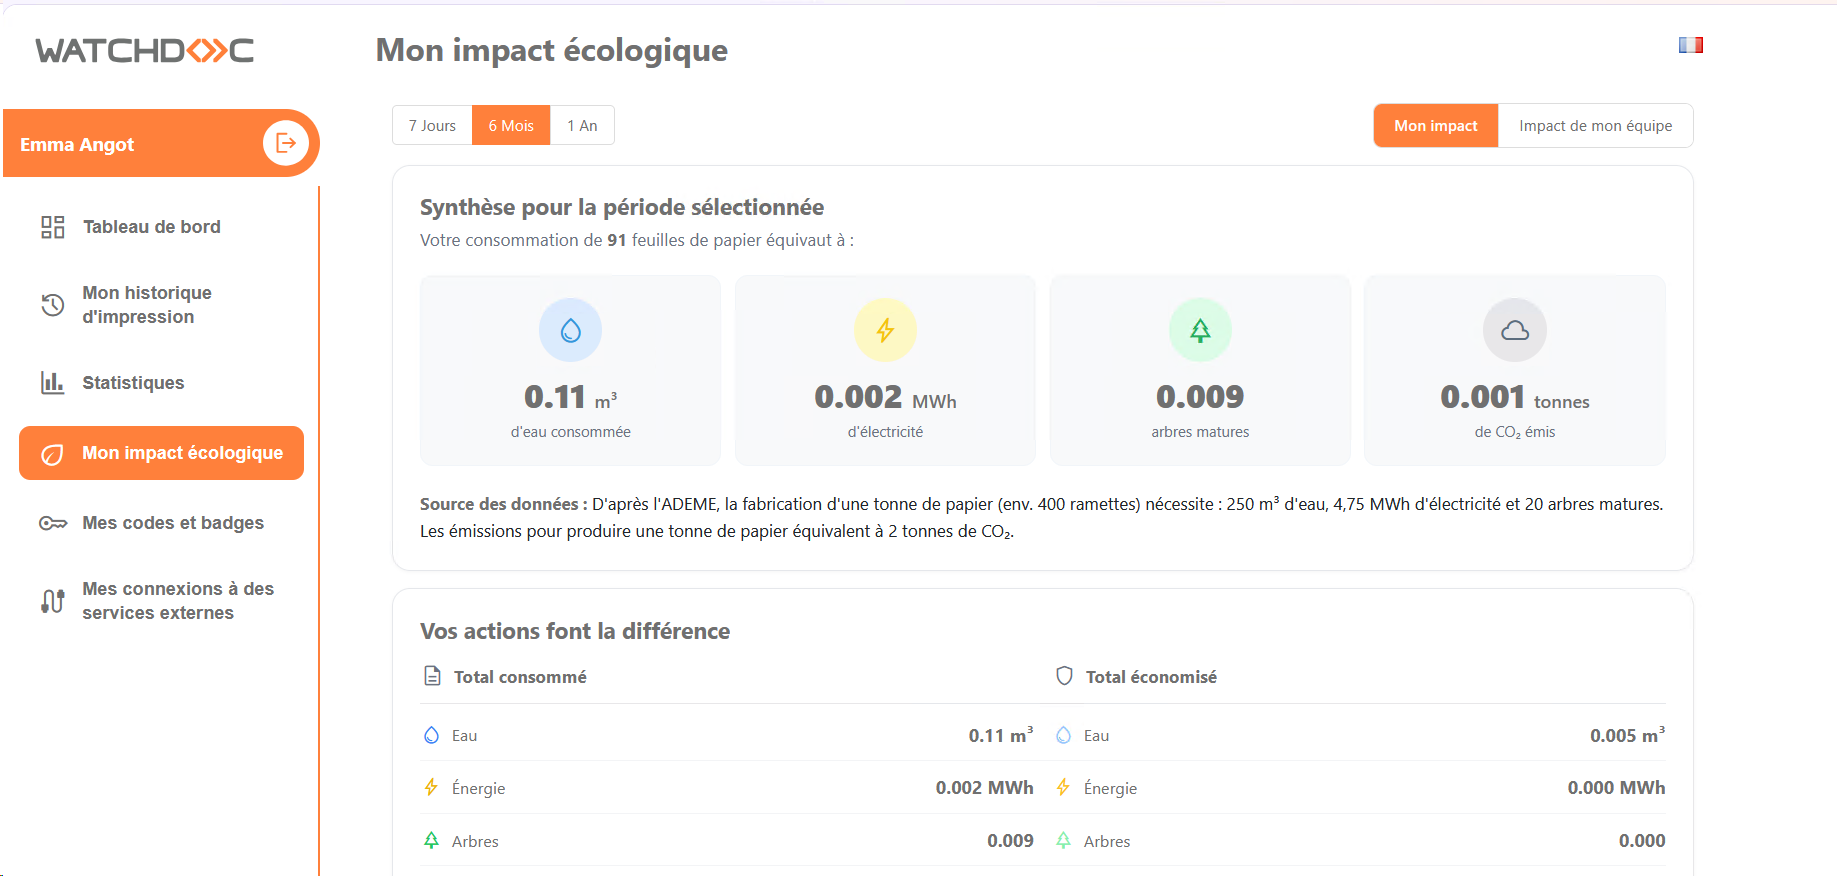 WATCHDOC
Mon impact écologique
Emma Angot
Tableau de bord
Mon historique
d'impression
Statistiques
Mon impact écologique
Mes codes et badges
Mes connexions à des
services externes
7 Jours
6 Mois
1 An
Mon impact
Impact de mon équipe
Synthèse pour la période sélectionnée
Votre consommation de 91 feuilles de papier équivaut à :
0.11 m³
d'eau consommée
0.002 MWh
d'électricité
0.009
arbres matures
0.001 tonnes
de CO₂ émis
Source des données : D'après l'ADEME, la fabrication d'une tonne de papier (env. 400 ramettes) nécessite : 250 m³ d'eau, 4,75 MWh d'électricité et 20 arbres matures.
Les émissions pour produire une tonne de papier équivalent à 2 tonnes de CO₂.
Vos actions font la différence
Total consommé
Eau 0.11 m³
Énergie 0.002 MWh
Arbres 0.009
Total économisé
Eau 0.005 m³
Énergie 0.000 MWh
Arbres 0.000